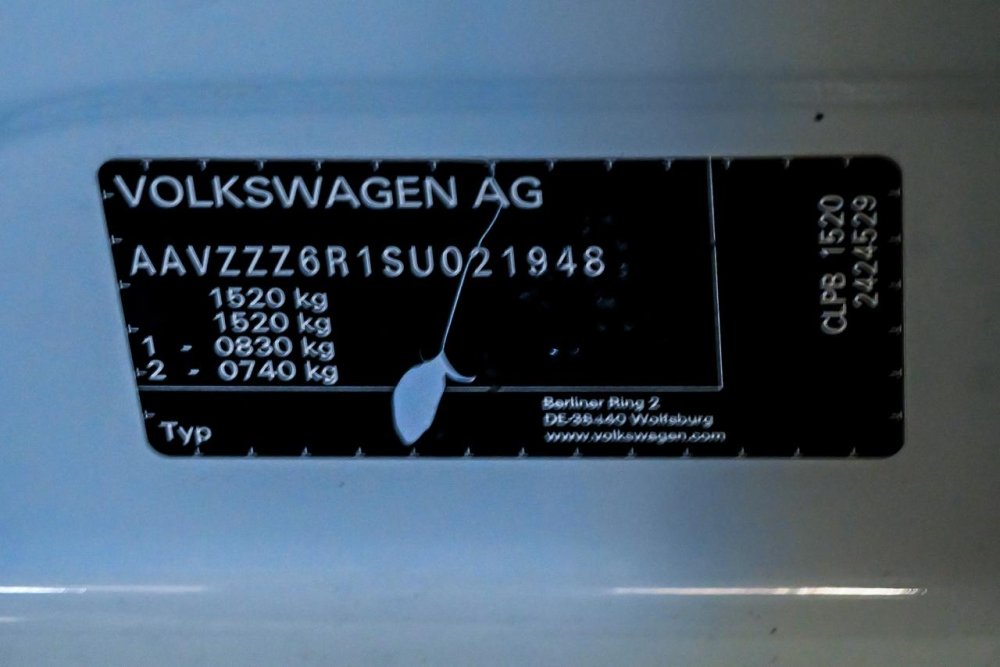 VOLKSWAGEN AG
AAVZZZ6R1SU021948
1520 kg
1520 kg
1 - 0830 kg
2 - 0740 kg
Typ
Berliner Ring 2
DE-38440 Wolfsburg
www.volkswagen.com
CLPB 1520
2424529